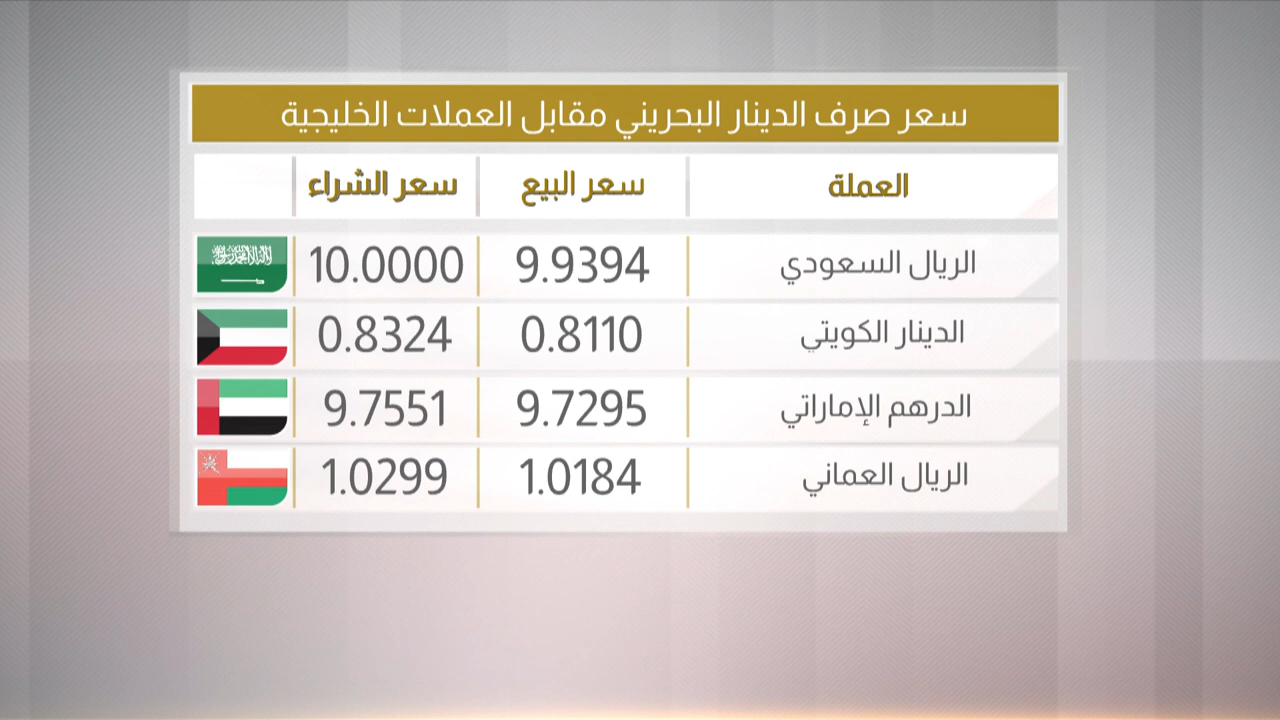 سعر صرف الدينار البحريني مقابل العملات الخليجية
العملة سعر البيع سعر الشراء
الريال السعودي 9.9394 10.0000
الدينار الكويتي 0.8110 0.8324
الدرهم الإماراتي 9.7295 9.7551
الريال العماني 1.0184 1.0299